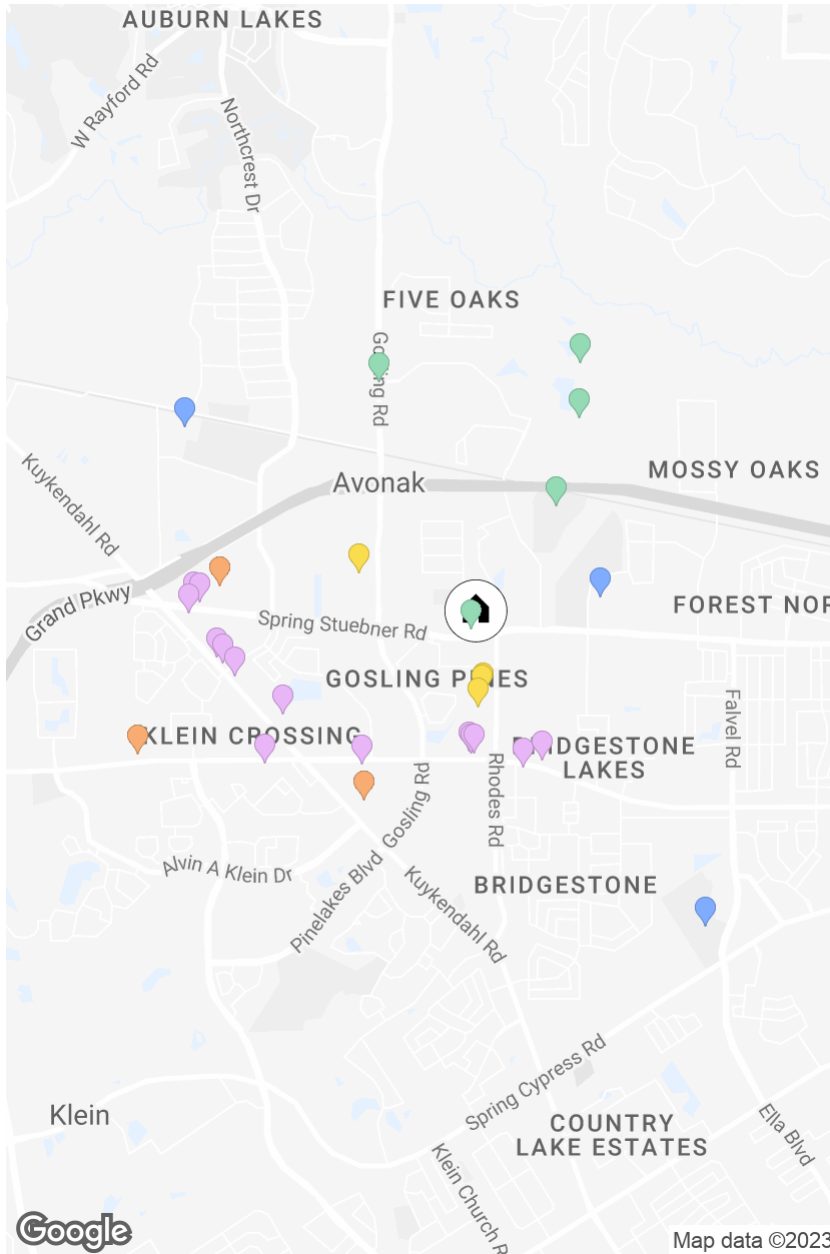 AUBURN LAKES
W Rayford Rd
Northcrest Dr
FIVE OAKS
Gosling Rd
MOSSY OAKS
Avonak
Kuykendahl Rd
Grand Pkwy
FOREST NOR
Spring Stuebner Rd
GOSLING PINES
Falvel Rd
KLEIN CROSSING
BRIDGESTONE
LAKES
Rhodes Rd
Gosling Rd
Alvin A Klein Dr
Pinelakes Blvd
Kuykendahl Rd
BRIDGESTONE
Spring Cypress Rd
Klein
COUNTRY
LAKE ESTATES
Ella Blvd
Klein Church R
Google
Map data ©2023